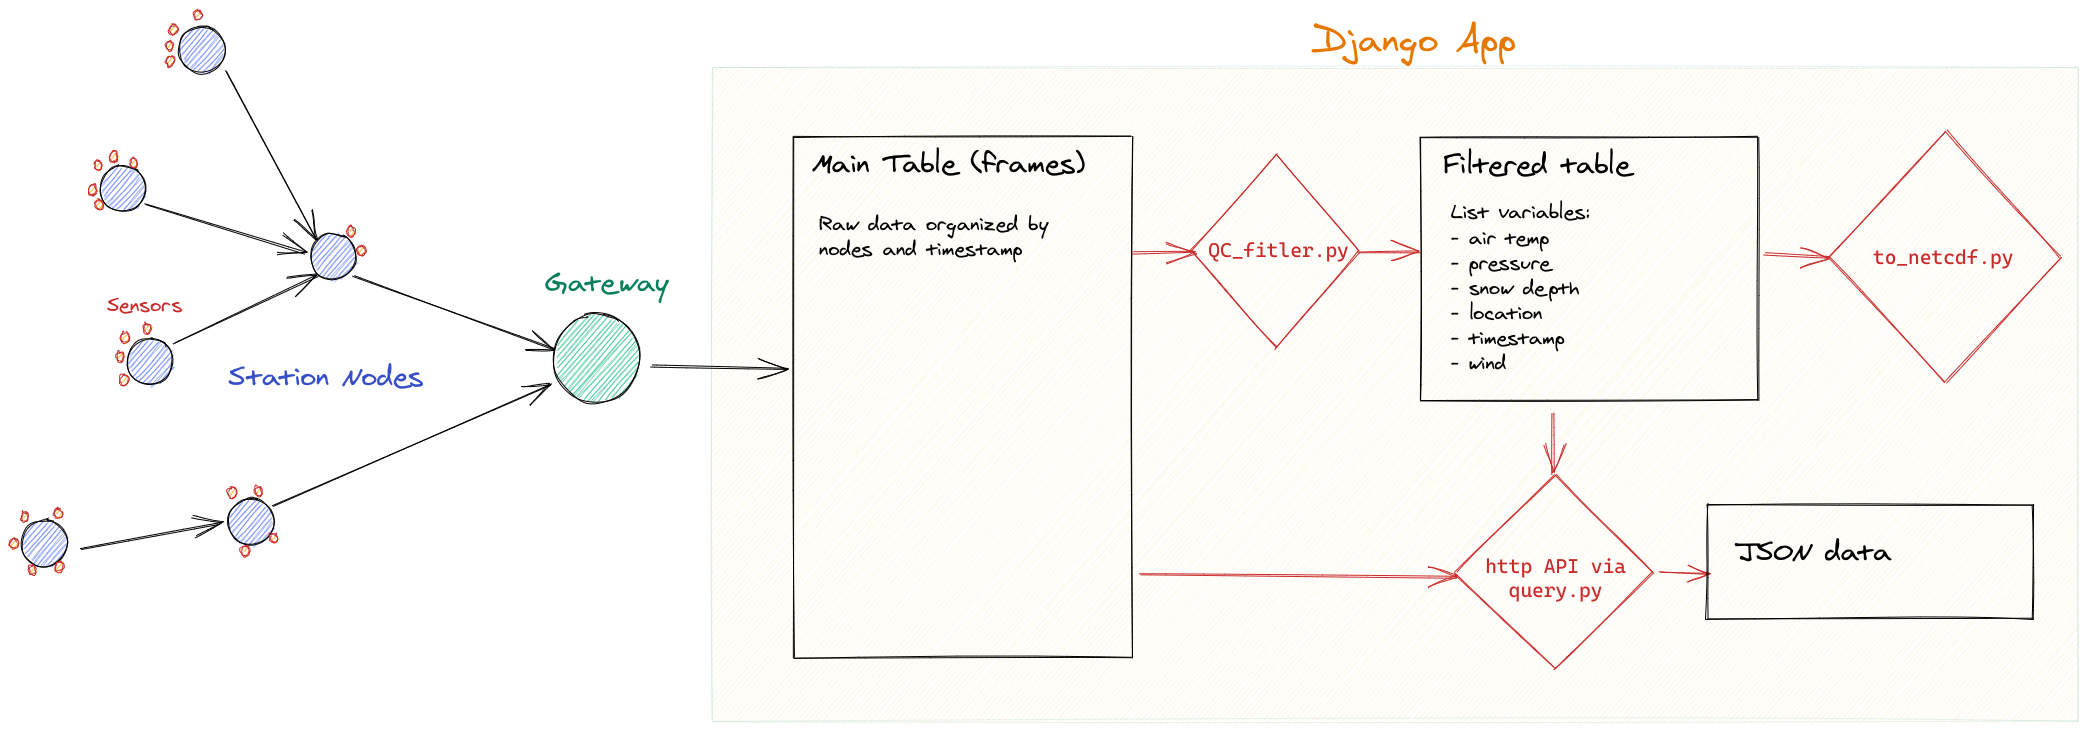 Django App
Sensors
Station Nodes
Gateway
Main Table (frames)
Raw data organized by
nodes and timestamp
QC_fitler.py
Filtered table
List variables:
- air temp
- pressure
- snow depth
- location
- timestamp
- wind
to_netcdf.py
http API via
query.py
JSON data